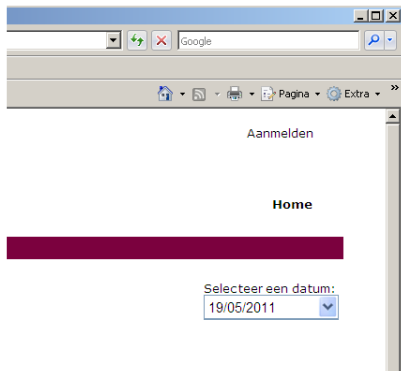 Google
Pagina Extra »
Aanmelden
Home
Selecteer een datum:
19/05/2011